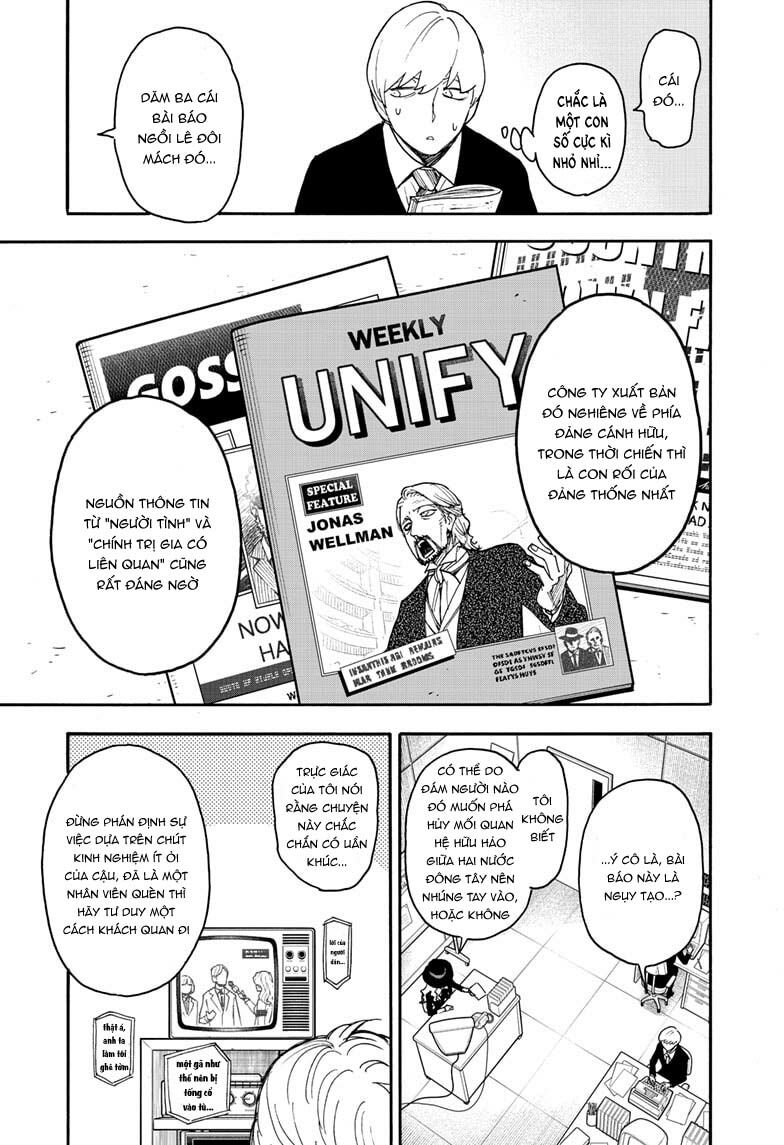 CÁI
ĐÓ...
CHẮC LÀ
MỘT CON
SỐ CỰC KÌ
NHỎ NHỈ...
DĂM BA CÁI
BÀI BÁO
NGỒI LÊ ĐÔI
MÁCH ĐÓ...
CÔNG TY XUẤT BẢN
ĐÓ NGHIÊNG VỀ PHÍA
ĐẢNG CÁNH HỮU,
TRONG THỜI CHIẾN THÌ
LÀ CON RỐI CỦA
ĐẢNG THỐNG NHẤT
WEEKLY
UNIFY
SPECIAL
FEATURE
JONAS
WELLMAN
GOSS
NOW
HA
NGUỒN THÔNG TIN
TỪ "NGƯỜI TÌNH" VÀ
"CHÍNH TRỊ GIA CÓ
LIÊN QUAN" CŨNG
RẤT ĐÁNG NGỜ
...Ý CÔ LÀ, BÀI
BÁO NÀY LÀ
NGỤY TẠO...?
TÔI
KHÔNG
BIẾT
CÓ THỂ DO
ĐÁM NGƯỜI NÀO
ĐÓ MUỐN PHÁ
HỦY MỐI QUAN
HỆ HỮU HẢO
GIỮA HAI NƯỚC
ĐÔNG TÂY NÊN
NHÚNG TAY VÀO,
HOẶC KHÔNG
TRỰC GIÁC
CỦA TÔI NÓI
RẰNG CHUYỆN
NÀY CHẮC
CHẮN CÓ UẨN
KHÚC...
ĐỪNG PHÁN ĐỊNH SỰ
VIỆC DỰA TRÊN CHÚT
KINH NGHIỆM ÍT ỎI
CỦA CẬU, ĐÃ LÀ MỘT
NHÂN VIÊN QUÈN THÌ
HÃY TƯ DUY MỘT
CÁCH KHÁCH QUAN ĐI
lời của
người
dân...
thật á,
anh ta
làm tôi
ghê tởm
một gã như
thế nên bị
tống cổ
vào tù...